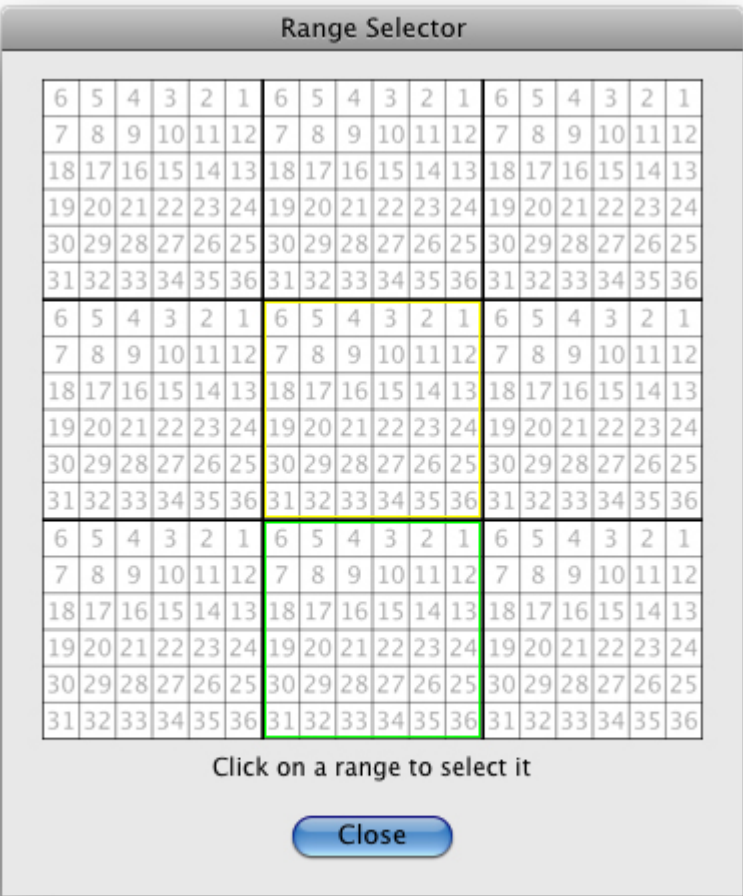 Range Selector
6 5 4 3 2 1 6 5 4 3 2 1 6 5 4 3 2 1
7 8 9 10 11 12 7 8 9 10 11 12 7 8 9 10 11 12
18 17 16 15 14 13 18 17 16 15 14 13 18 17 16 15 14 13
19 20 21 22 23 24 19 20 21 22 23 24 19 20 21 22 23 24
30 29 28 27 26 25 30 29 28 27 26 25 30 29 28 27 26 25
31 32 33 34 35 36 31 32 33 34 35 36 31 32 33 34 35 36
6 5 4 3 2 1 6 5 4 3 2 1 6 5 4 3 2 1
7 8 9 10 11 12 7 8 9 10 11 12 7 8 9 10 11 12
18 17 16 15 14 13 18 17 16 15 14 13 18 17 16 15 14 13
19 20 21 22 23 24 19 20 21 22 23 24 19 20 21 22 23 24
30 29 28 27 26 25 30 29 28 27 26 25 30 29 28 27 26 25
31 32 33 34 35 36 31 32 33 34 35 36 31 32 33 34 35 36
6 5 4 3 2 1 6 5 4 3 2 1 6 5 4 3 2 1
7 8 9 10 11 12 7 8 9 10 11 12 7 8 9 10 11 12
18 17 16 15 14 13 18 17 16 15 14 13 18 17 16 15 14 13
19 20 21 22 23 24 19 20 21 22 23 24 19 20 21 22 23 24
30 29 28 27 26 25 30 29 28 27 26 25 30 29 28 27 26 25
31 32 33 34 35 36 31 32 33 34 35 36 31 32 33 34 35 36
Click on a range to select it
Close